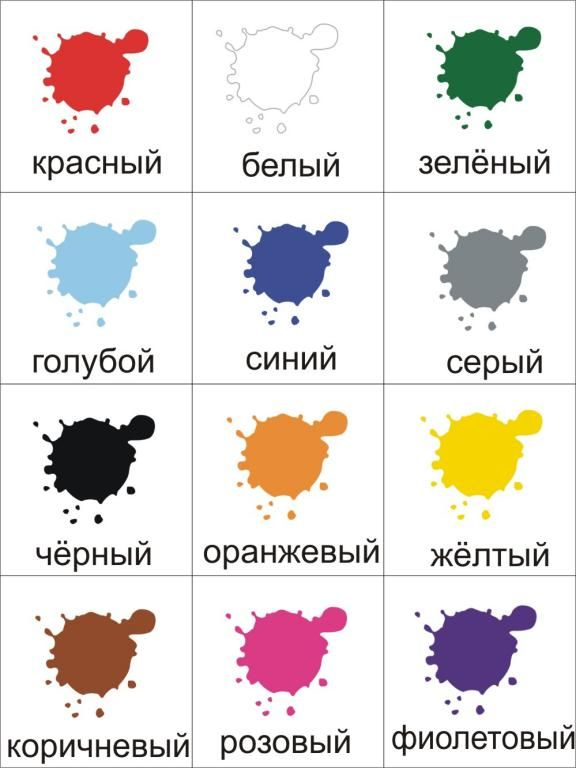 красный
белый
зелёный
голубой
синий
серый
чёрный
оранжевый
жёлтый
коричневый
розовый
фиолетовый